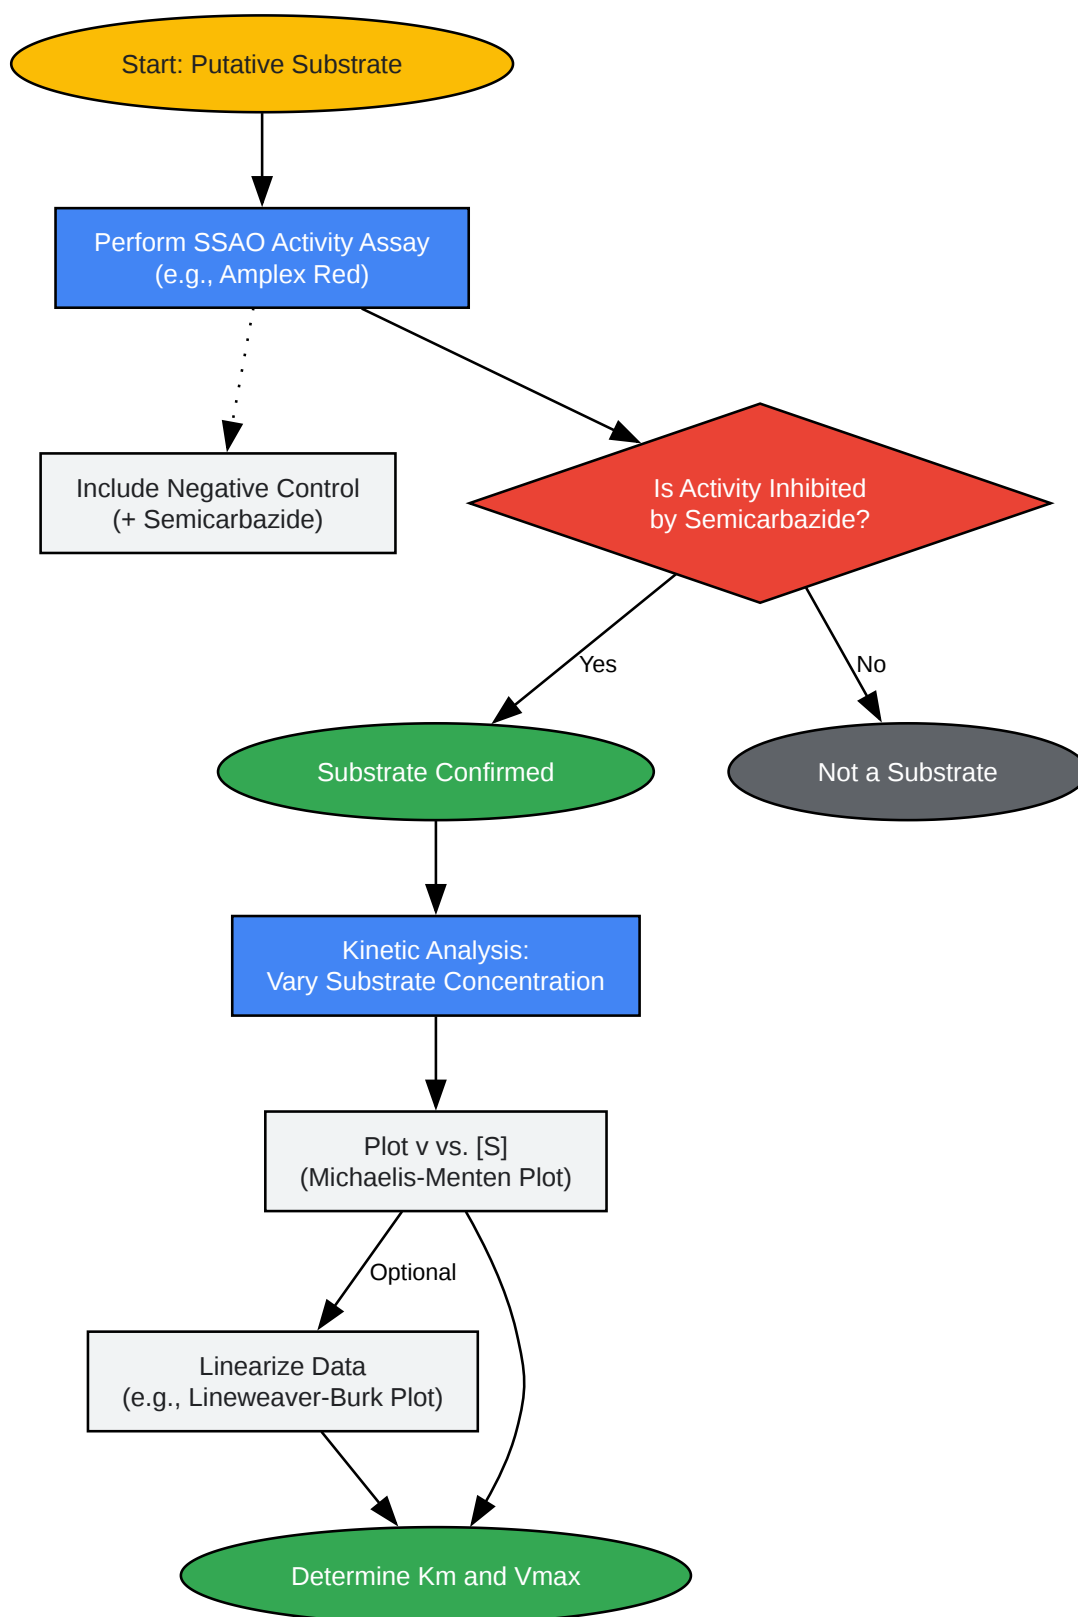 Start: Putative Substrate
Perform SSAO Activity Assay
(e.g., Amplex Red)
Include Negative Control
(+ Semicarbazide)
Is Activity Inhibited
by Semicarbazide?
Yes
No
Substrate Confirmed
Not a Substrate
Kinetic Analysis:
Vary Substrate Concentration
Plot v vs. [S]
(Michaelis-Menten Plot)
Optional
Linearize Data
(e.g., Lineweaver-Burk Plot)
Determine Km and Vmax